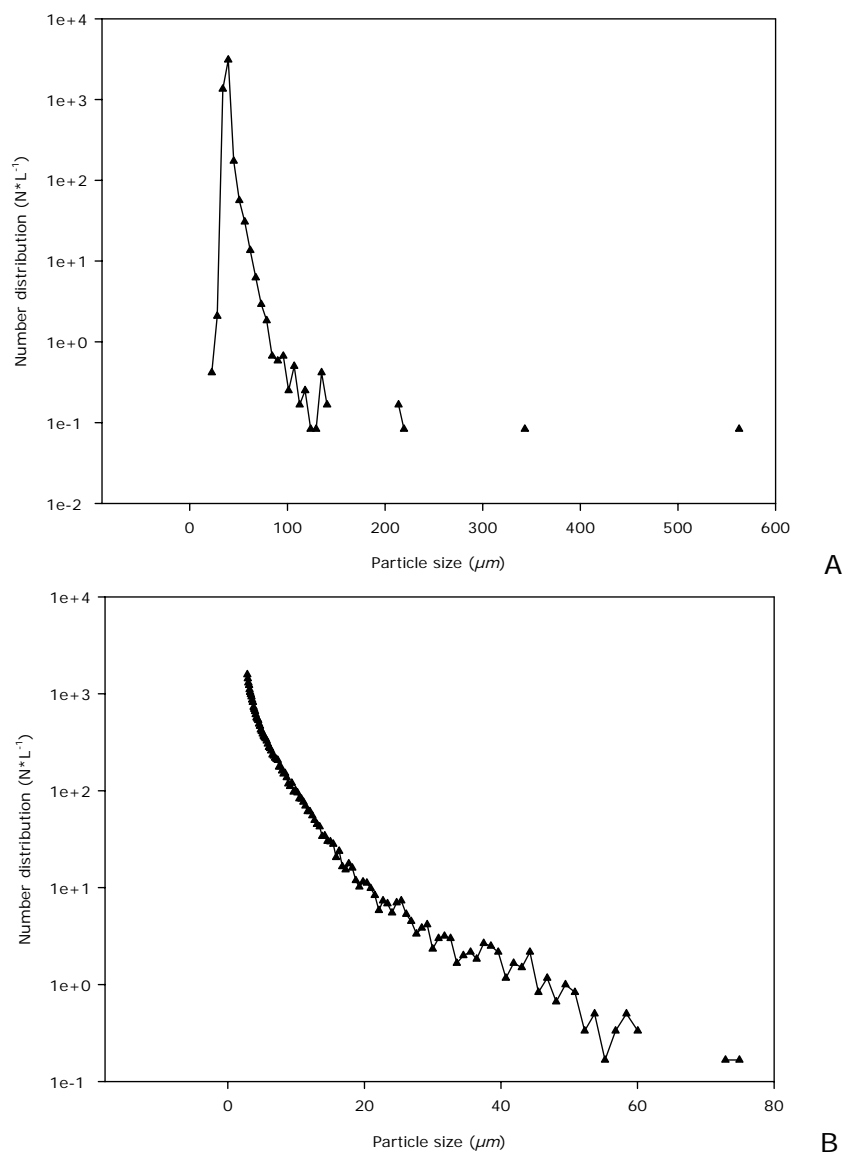 1e+4
1e+3
1e+2
1e+1
1e+0
1e-1
1e-2
Number distribution (N*L⁻¹)
0 100 200 300 400 500 600
Particle size (µm)
A
1e+4
1e+3
1e+2
1e+1
1e+0
1e-1
Number distribution (N*L⁻¹)
0 20 40 60 80
Particle size (µm)
B